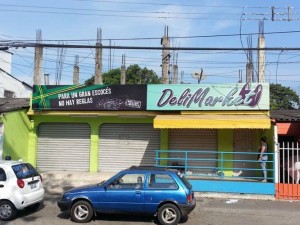 PARA UN GRAN ESCOCÉS
NO HAY REGLAS
DeliMarket